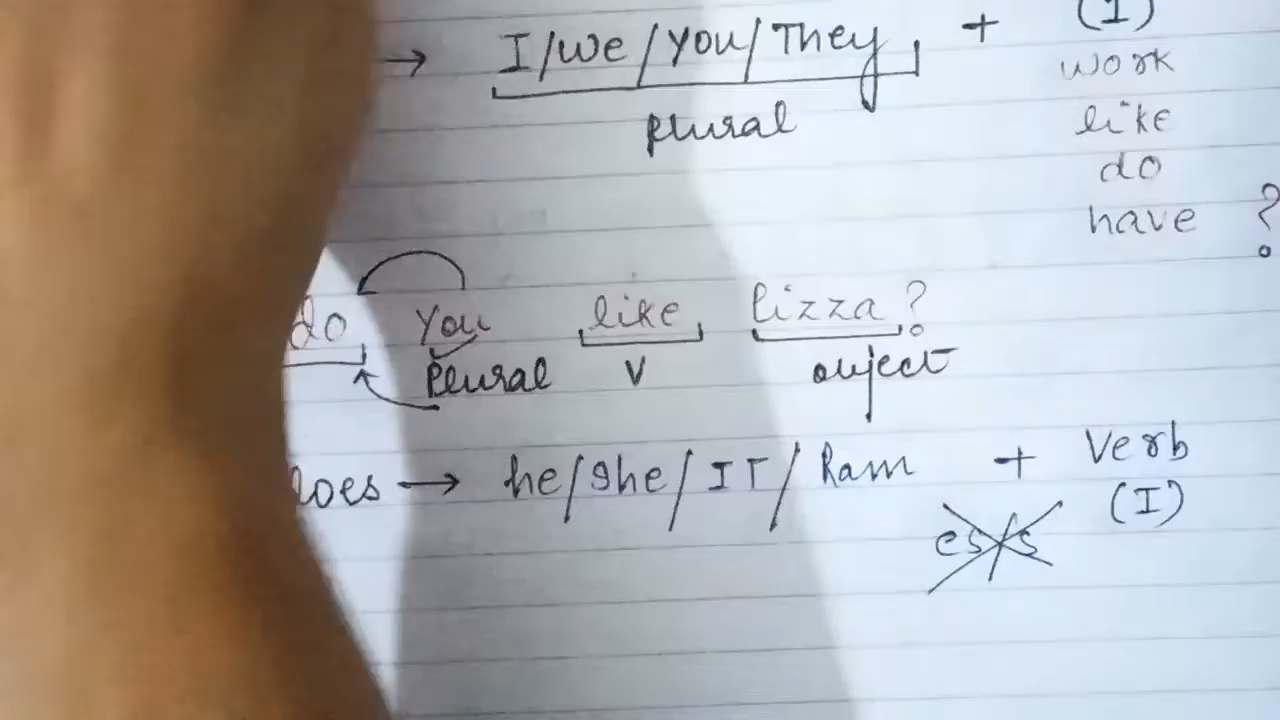 → I/We/You/They + (I)
plural work
like
do
have ?
do You like Pizza?
Plural V object
does → he/she/IT/Ram + Verb
es/s (I)